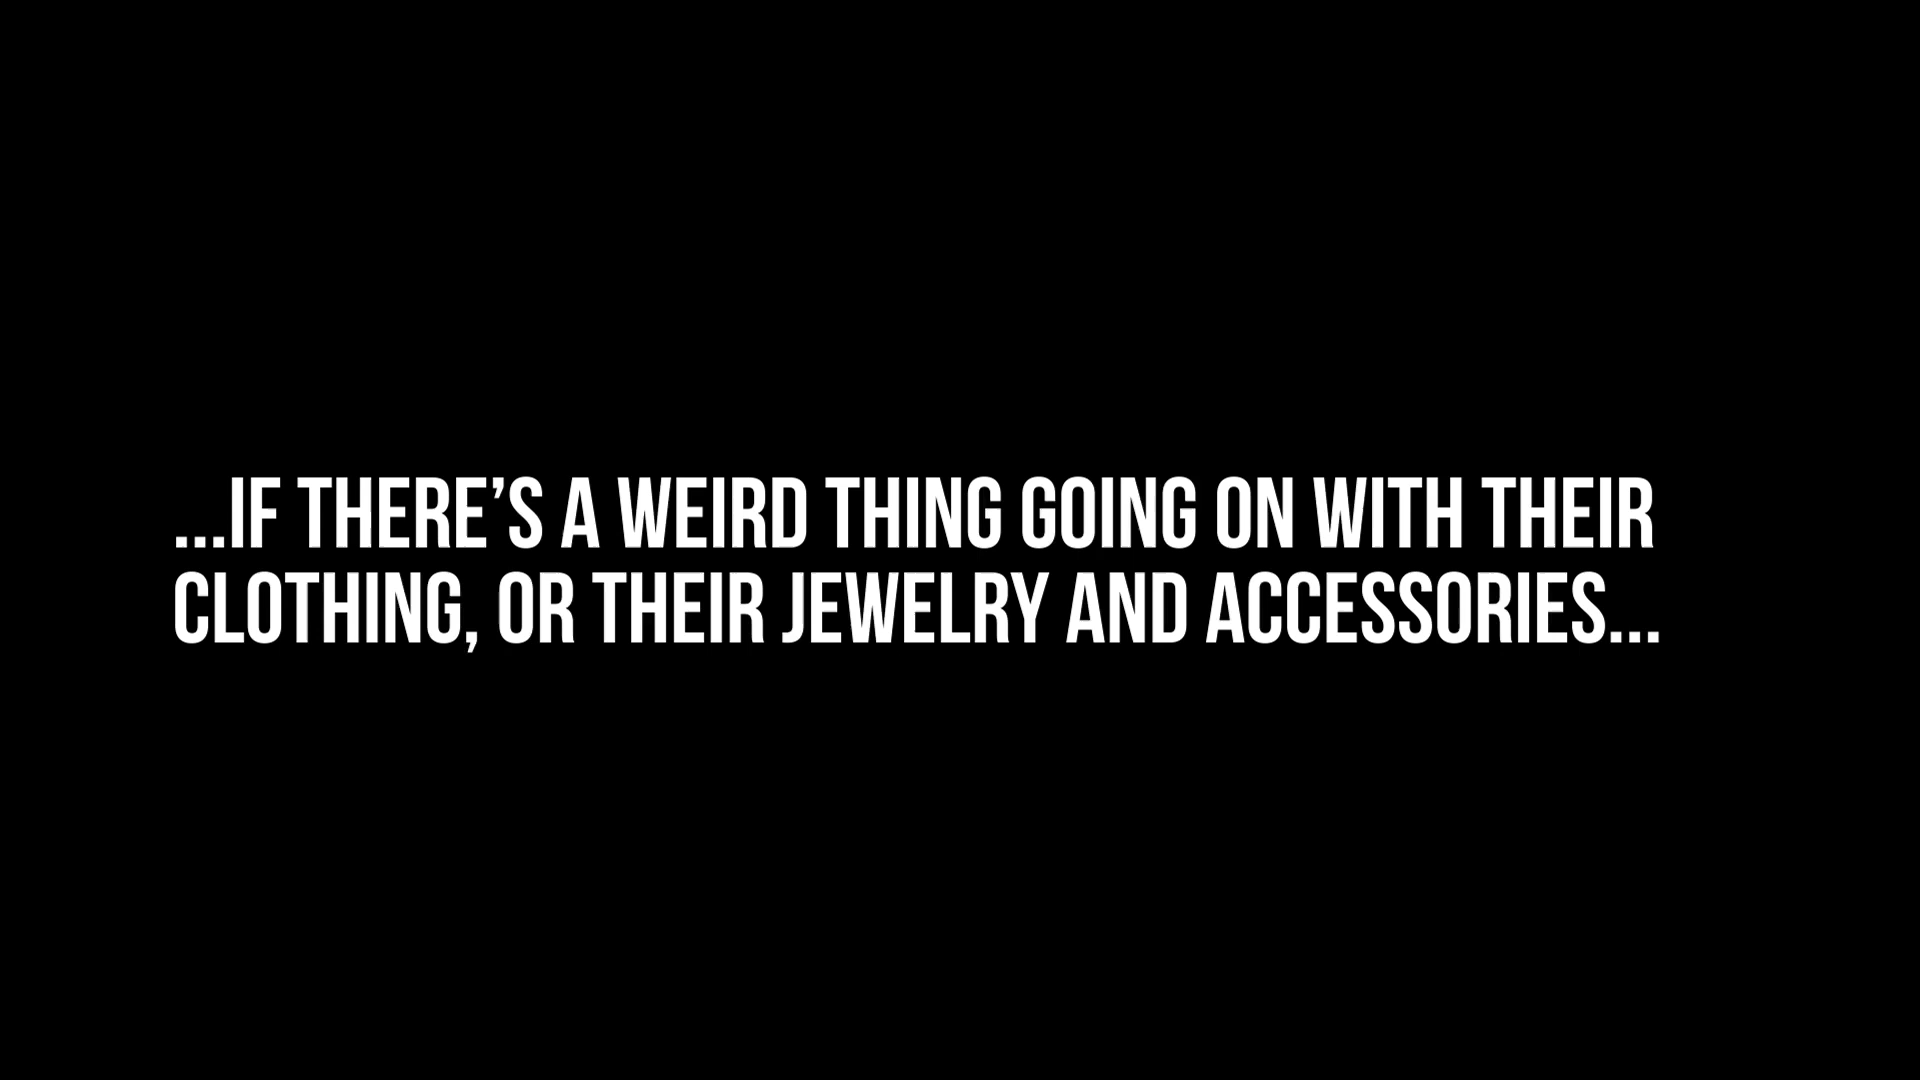 ...IF THERE’S A WEIRD THING GOING ON WITH THEIR
CLOTHING, OR THEIR JEWELRY AND ACCESSORIES...